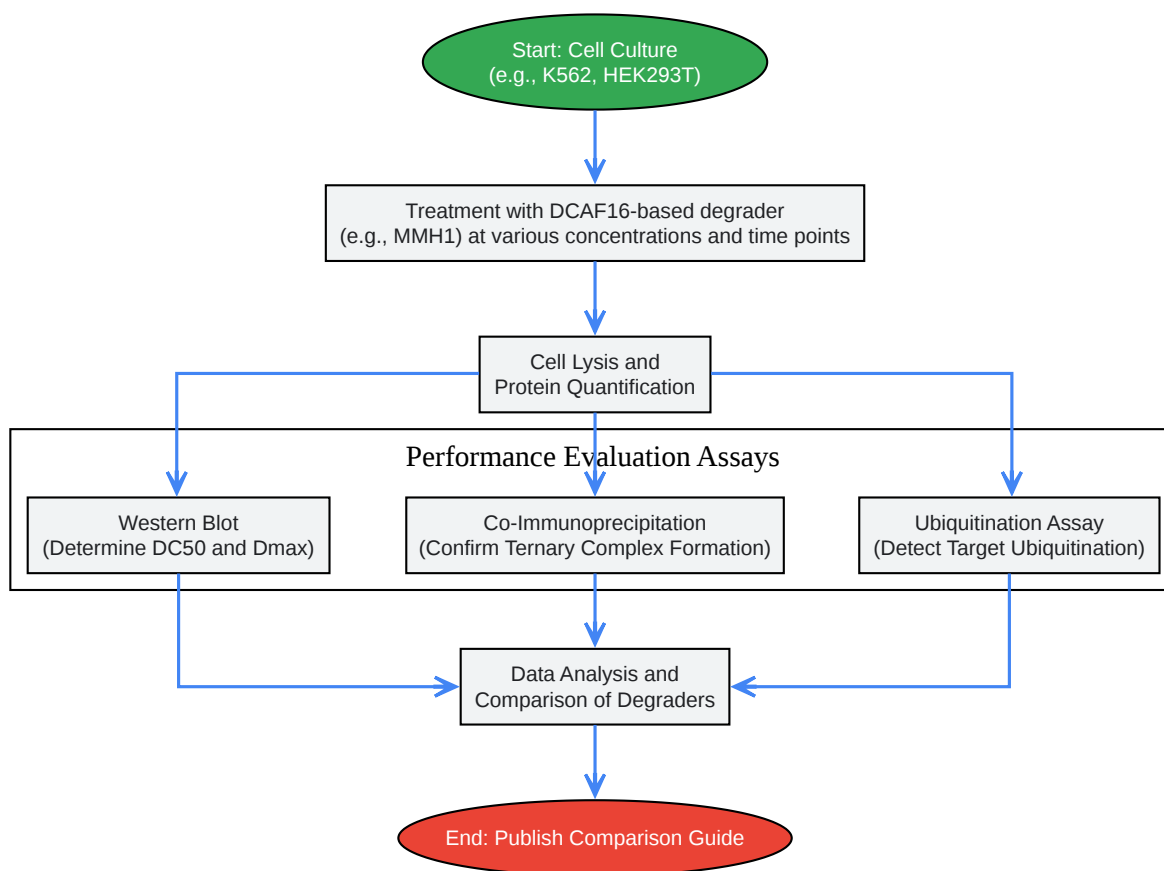 Start: Cell Culture
(e.g., K562, HEK293T)
Treatment with DCAF16-based degrader
(e.g., MMH1) at various concentrations and time points
Cell Lysis and
Protein Quantification
Performance Evaluation Assays
Western Blot
(Determine DC50 and Dmax)
Co-Immunoprecipitation
(Confirm Ternary Complex Formation)
Ubiquitination Assay
(Detect Target Ubiquitination)
Data Analysis and
Comparison of Degraders
End: Publish Comparison Guide